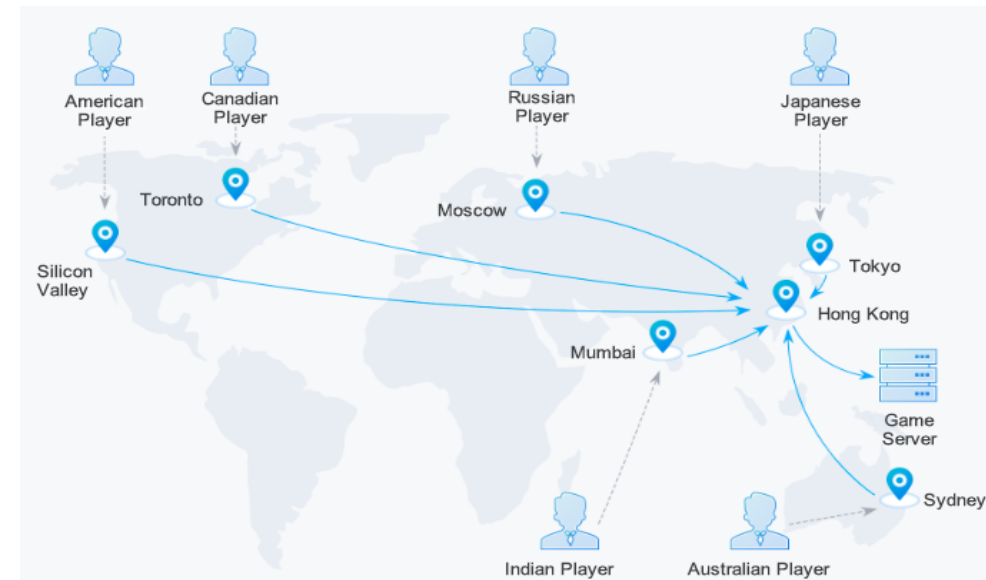 American
Player
Canadian
Player
Russian
Player
Japanese
Player
Toronto
Moscow
Silicon
Valley
Tokyo
Hong Kong
Mumbai
Game
Server
Sydney
Indian Player
Australian Player